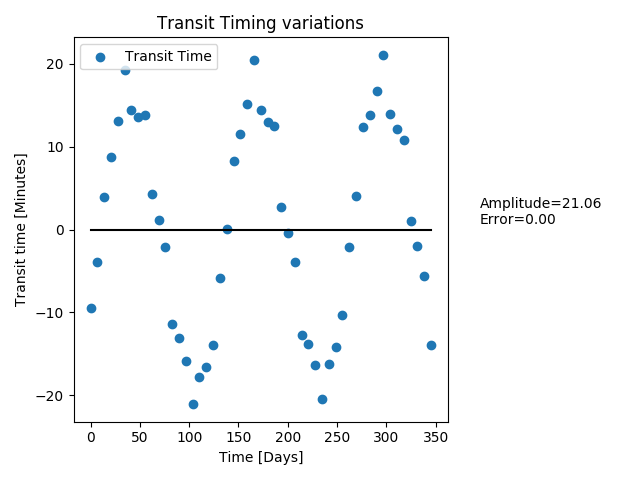 Transit Timing variations
Transit Time
Transit time [Minutes]
20
10
0
−10
−20
0 50 100 150 200 250 300 350
Time [Days]
Amplitude=21.06
Error=0.00